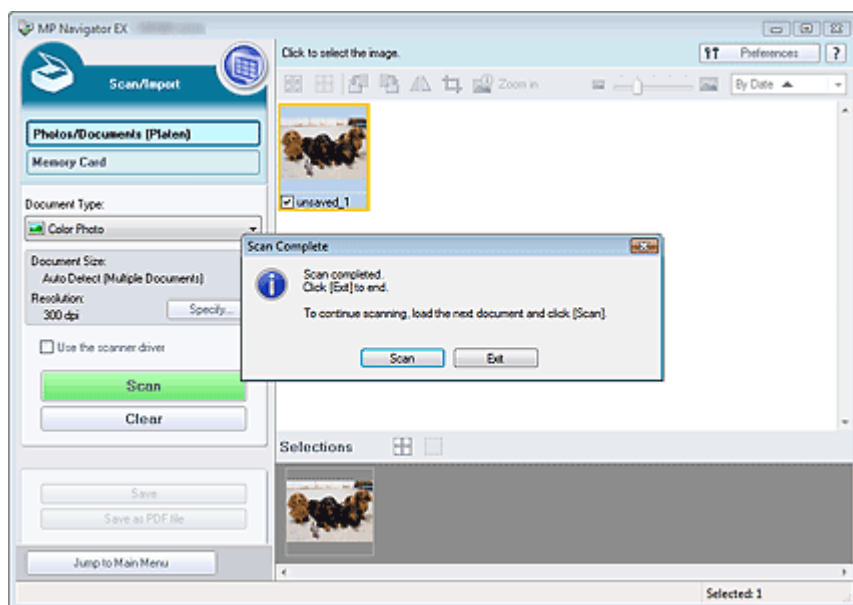 MP Navigator EX
Click to select the image.
Preferences
?
Scan/Import
Zoom in
By Date
Photos/Documents (Platen)
Memory Card
unsaved_1
Document Type:
Color Photo
Document Size:
Auto Detect (Multiple Documents)
Resolution:
300 dpi
Specify...
Use the scanner driver
Scan
Clear
Scan Complete
Scan completed.
Click [Exit] to end.
To continue scanning, load the next document and click [Scan].
Scan
Exit
Selections
Save
Save as PDF file
Jump to Main Menu
Selected: 1